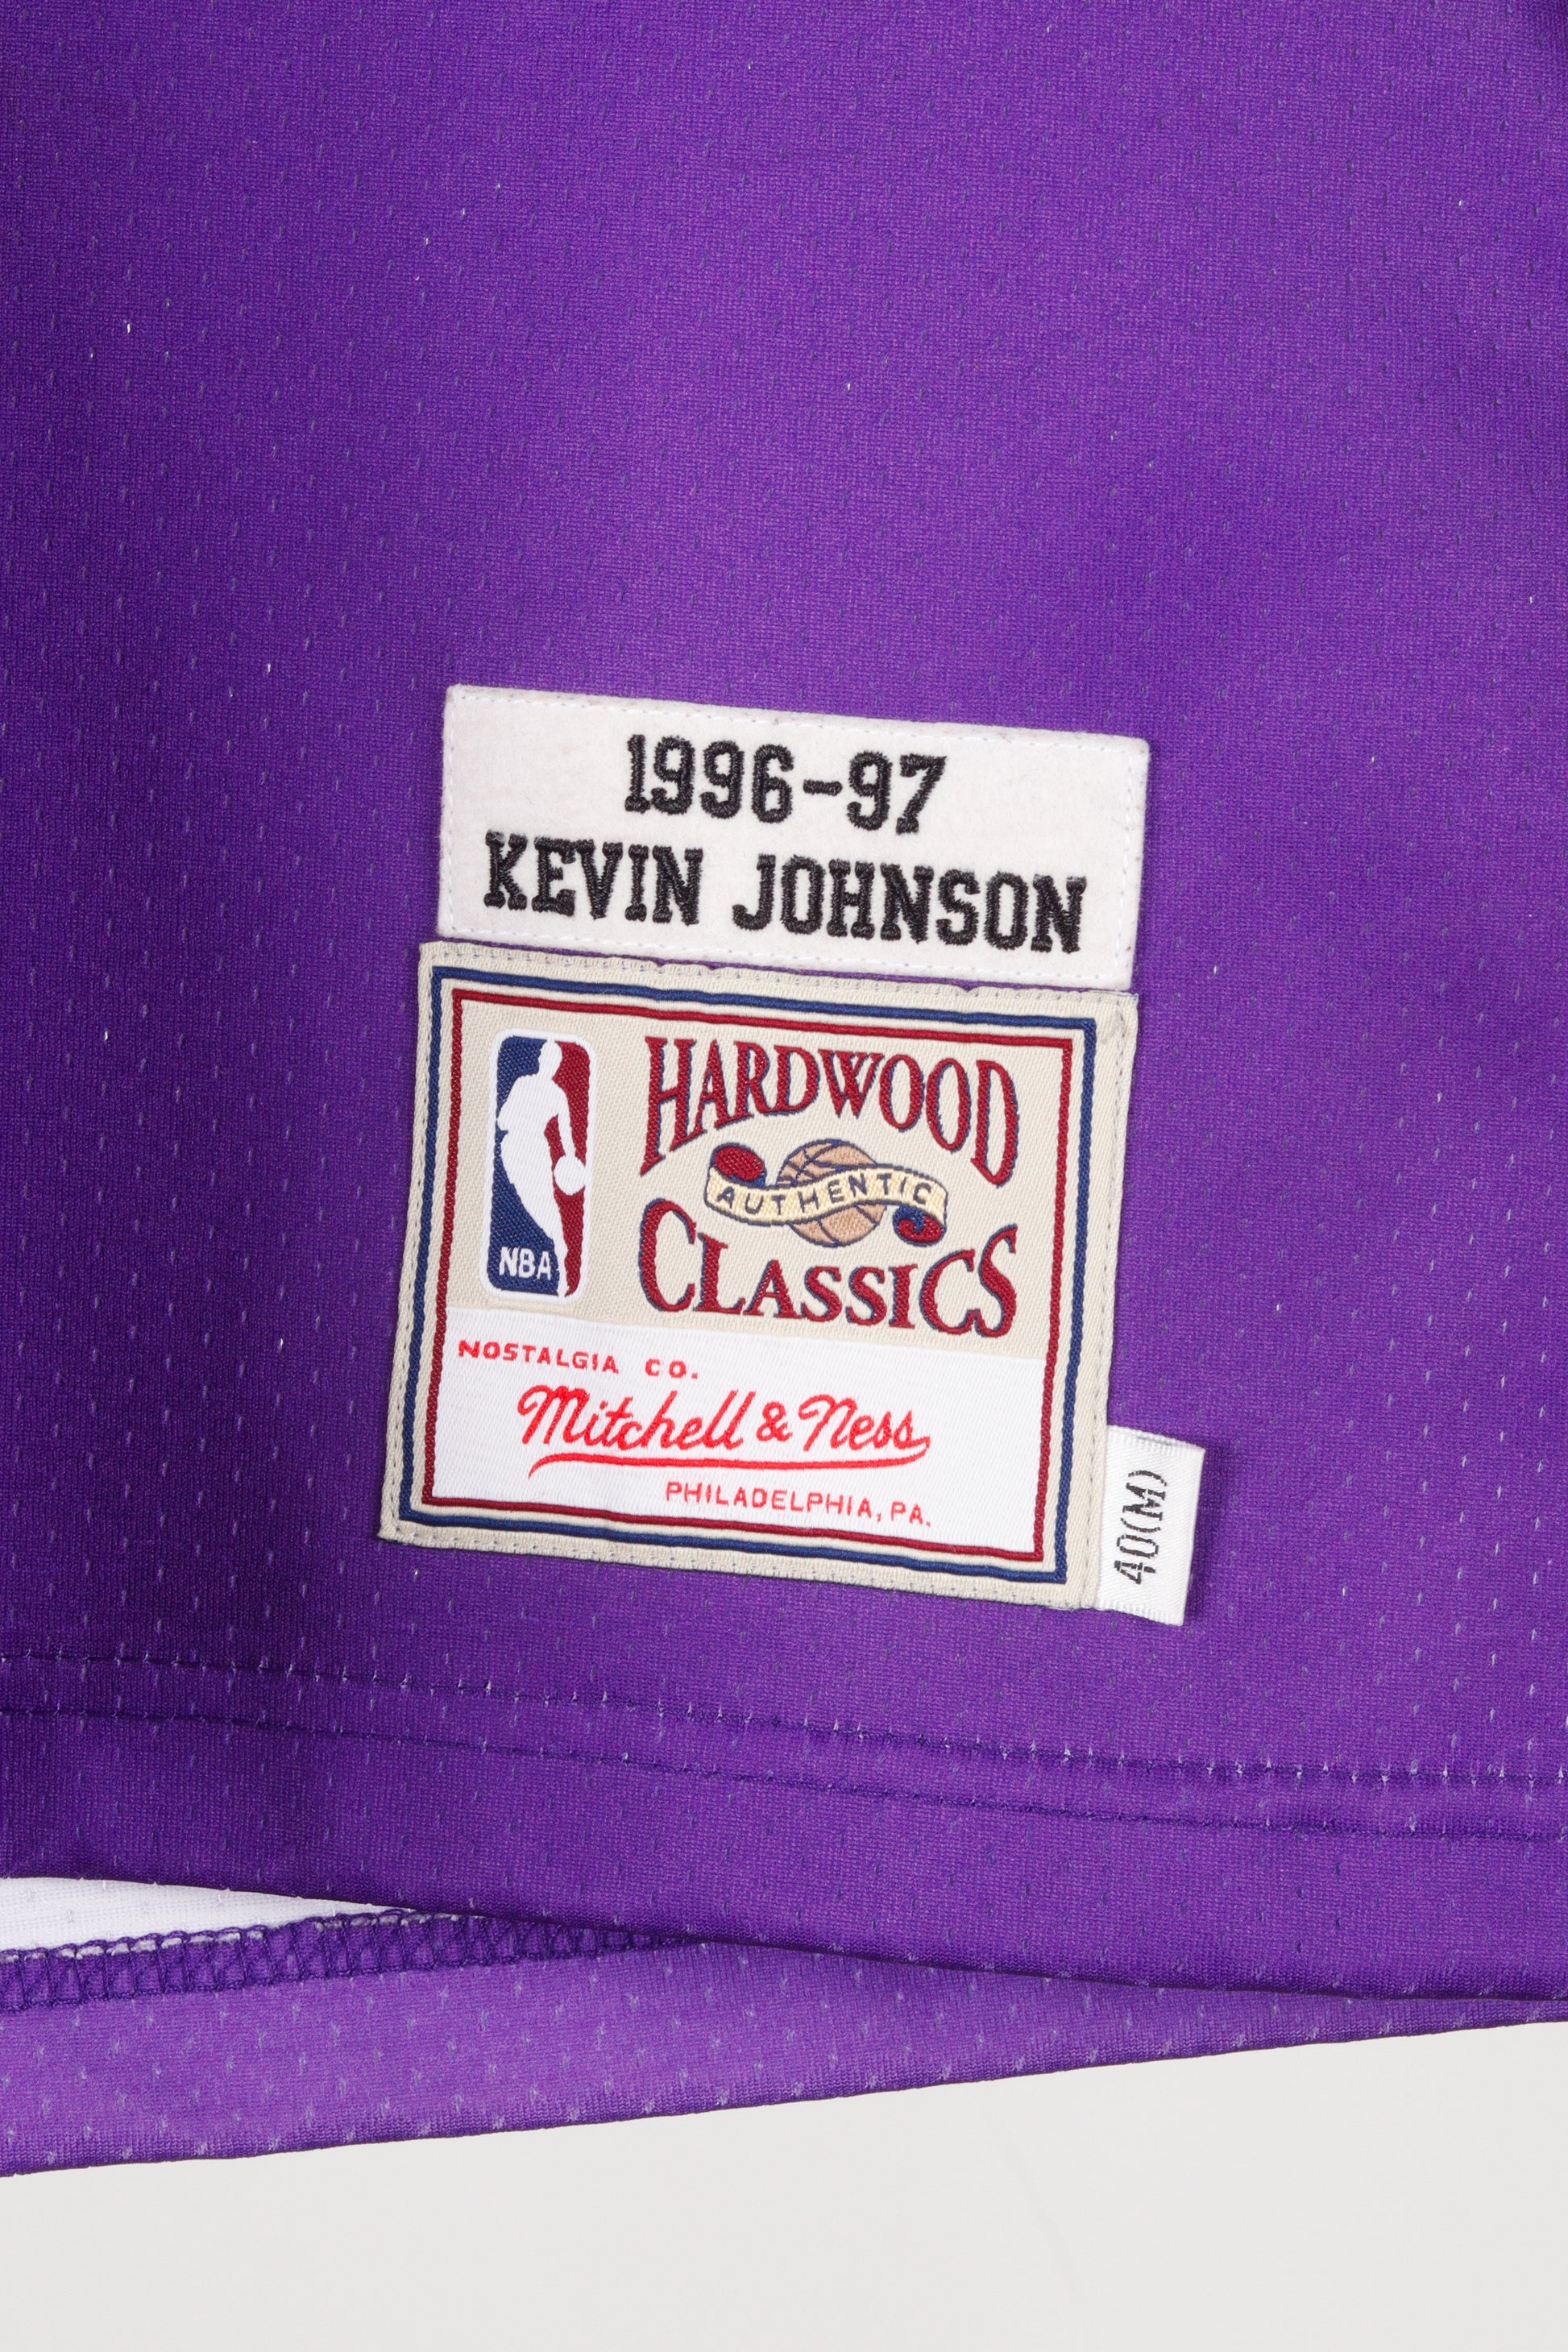 1996-97
KEVIN JOHNSON
HARDWOOD
AUTHENTIC
CLASSICS
NBA
NOSTALGIA CO.
Mitchell & Ness
PHILADELPHIA, PA.
40(M)